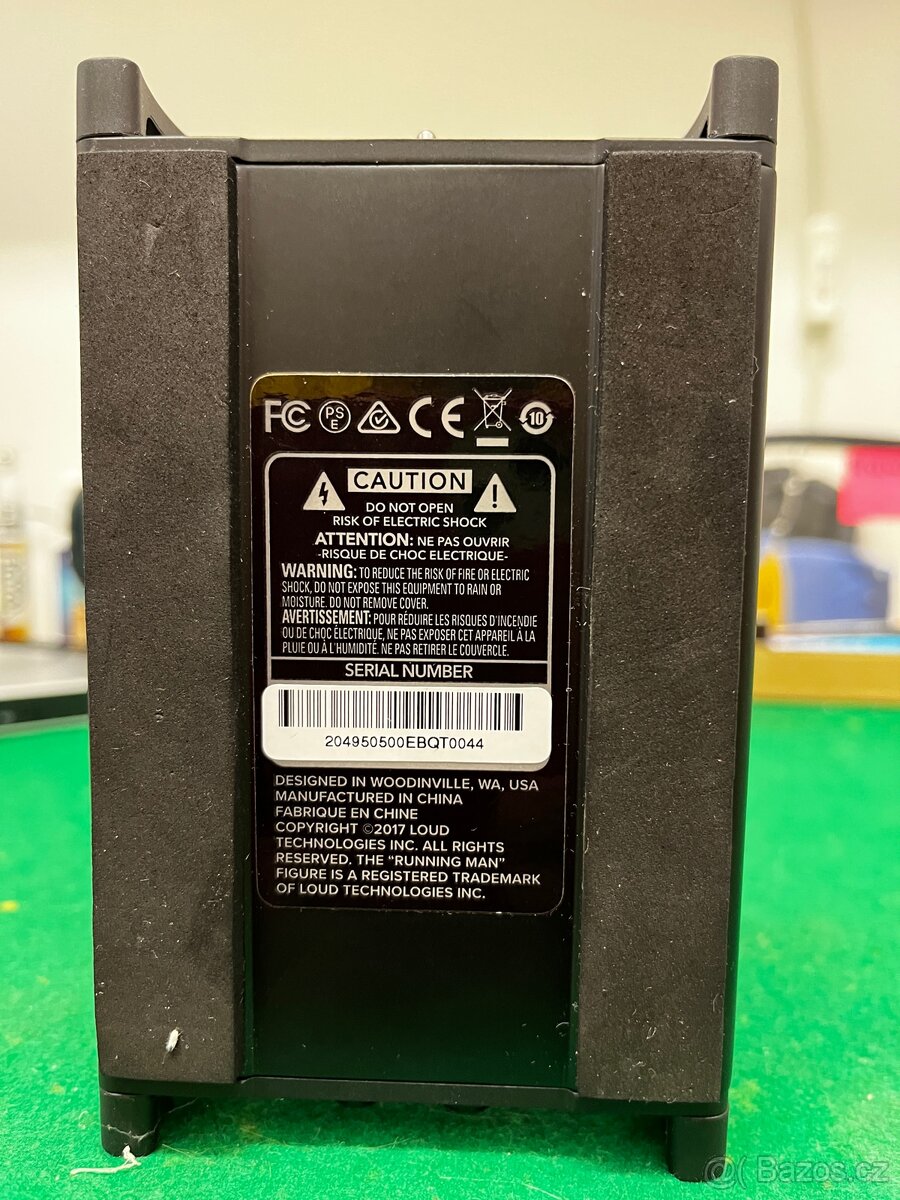 FC PS E CE 10
CAUTION
DO NOT OPEN
RISK OF ELECTRIC SHOCK
ATTENTION: NE PAS OUVRIR
-RISQUE DE CHOC ELECTRIQUE-
WARNING: TO REDUCE THE RISK OF FIRE OR ELECTRIC
SHOCK, DO NOT EXPOSE THIS EQUIPMENT TO RAIN OR
MOISTURE. DO NOT REMOVE COVER.
AVERTISSEMENT: POUR RÉDUIRE LES RISQUES D'INCENDIE
OU DE CHOC ÉLECTRIQUE, NE PAS EXPOSER CET APPAREIL À LA
PLUIE OU À L'HUMIDITÉ. NE PAS RETIRER LE COUVERCLE.
SERIAL NUMBER
204950500EBQT0044
DESIGNED IN WOODINVILLE, WA, USA
MANUFACTURED IN CHINA
FABRIQUE EN CHINE
COPYRIGHT ©2017 LOUD
TECHNOLOGIES INC. ALL RIGHTS
RESERVED. THE “RUNNING MAN”
FIGURE IS A REGISTERED TRADEMARK
OF LOUD TECHNOLOGIES INC.
Bazos.cz